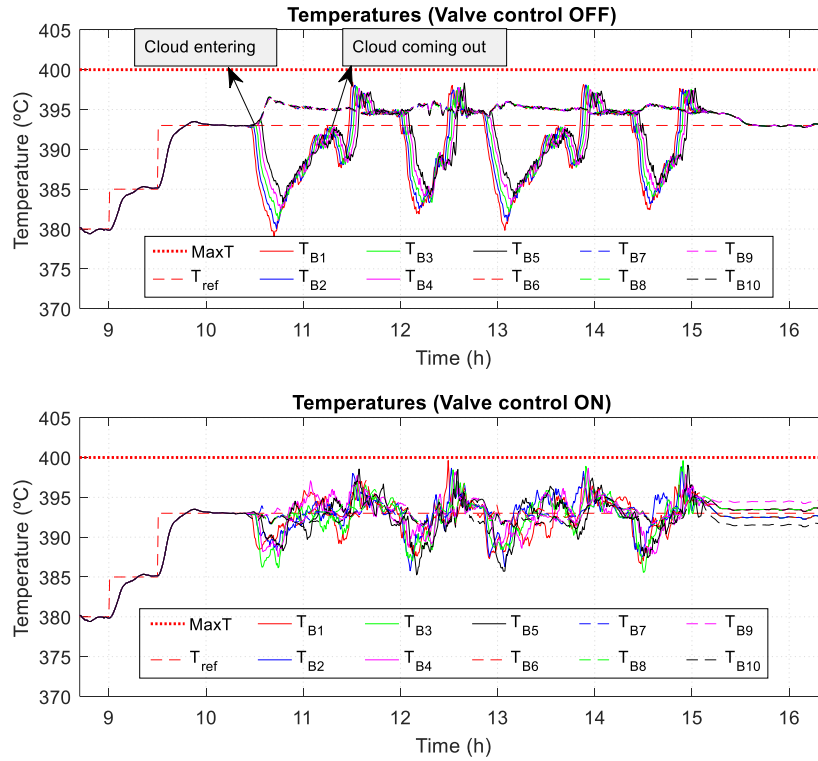 Temperatures (Valve control OFF)
Cloud entering
Cloud coming out
Temperature (ºC)
405
400
395
390
385
380
375
370
MaxT T_B1 T_B3 T_B5 T_B7 T_B9
T_ref T_B2 T_B4 T_B6 T_B8 T_B10
9 10 11 12 13 14 15 16
Time (h)
Temperatures (Valve control ON)
Temperature (ºC)
405
400
395
390
385
380
375
370
MaxT T_B1 T_B3 T_B5 T_B7 T_B9
T_ref T_B2 T_B4 T_B6 T_B8 T_B10
9 10 11 12 13 14 15 16
Time (h)